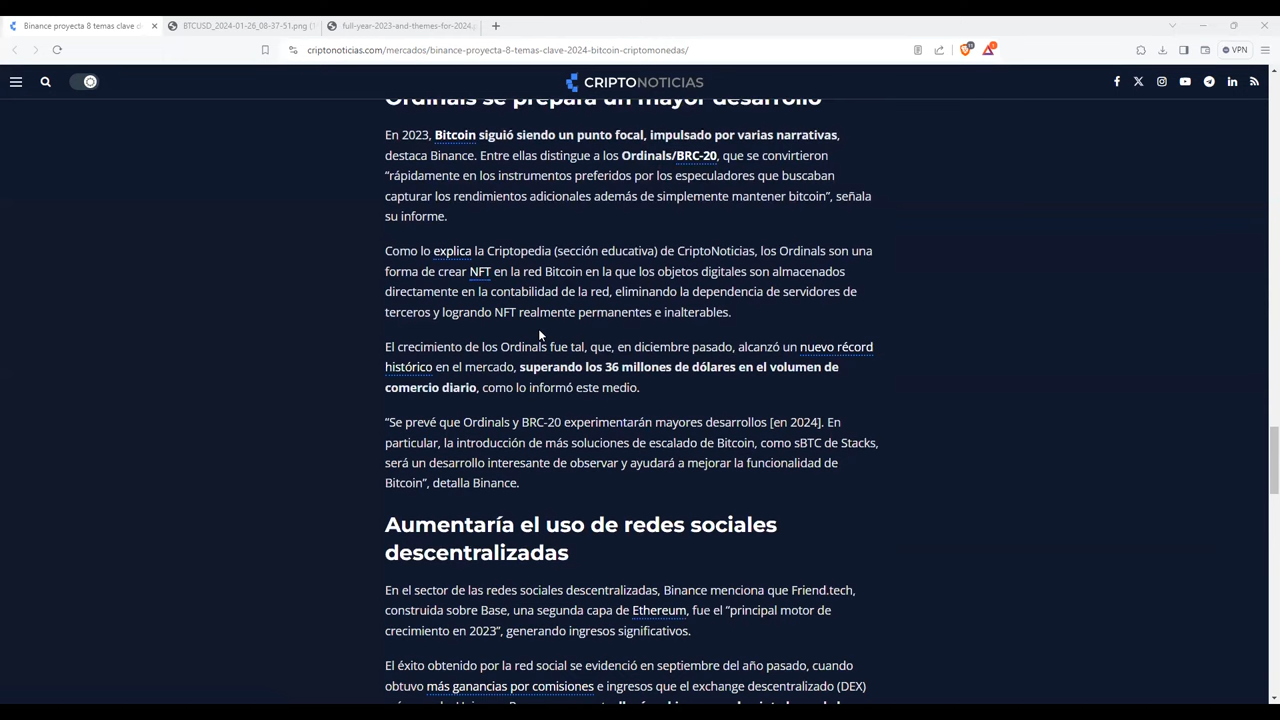 Binance proyecta 8 temas clave d
BTCUSD_2024-01-26_08-37-51.png (1
full-year-2023-and-themes-for-2024.p
criptonoticias.com/mercados/binance-proyecta-8-temas-clave-2024-bitcoin-criptomonedas/
VPN
CRIPTONOTICIAS
Ordinals se prepara un mayor desarrollo
En 2023, Bitcoin siguió siendo un punto focal, impulsado por varias narrativas,
destaca Binance. Entre ellas distingue a los Ordinals/BRC-20, que se convirtieron
“rápidamente en los instrumentos preferidos por los especuladores que buscaban
capturar los rendimientos adicionales además de simplemente mantener bitcoin”, señala
su informe.
Como lo explica la Criptopedia (sección educativa) de CriptoNoticias, los Ordinals son una
forma de crear NFT en la red Bitcoin en la que los objetos digitales son almacenados
directamente en la contabilidad de la red, eliminando la dependencia de servidores de
terceros y logrando NFT realmente permanentes e inalterables.
El crecimiento de los Ordinals fue tal, que, en diciembre pasado, alcanzó un nuevo récord
histórico en el mercado, superando los 36 millones de dólares en el volumen de
comercio diario, como lo informó este medio.
“Se prevé que Ordinals y BRC-20 experimentarán mayores desarrollos [en 2024]. En
particular, la introducción de más soluciones de escalado de Bitcoin, como sBTC de Stacks,
será un desarrollo interesante de observar y ayudará a mejorar la funcionalidad de
Bitcoin”, detalla Binance.
Aumentaría el uso de redes sociales
descentralizadas
En el sector de las redes sociales descentralizadas, Binance menciona que Friend.tech,
construida sobre Base, una segunda capa de Ethereum, fue el “principal motor de
crecimiento en 2023”, generando ingresos significativos.
El éxito obtenido por la red social se evidenció en septiembre del año pasado, cuando
obtuvo más ganancias por comisiones e ingresos que el exchange descentralizado (DEX)